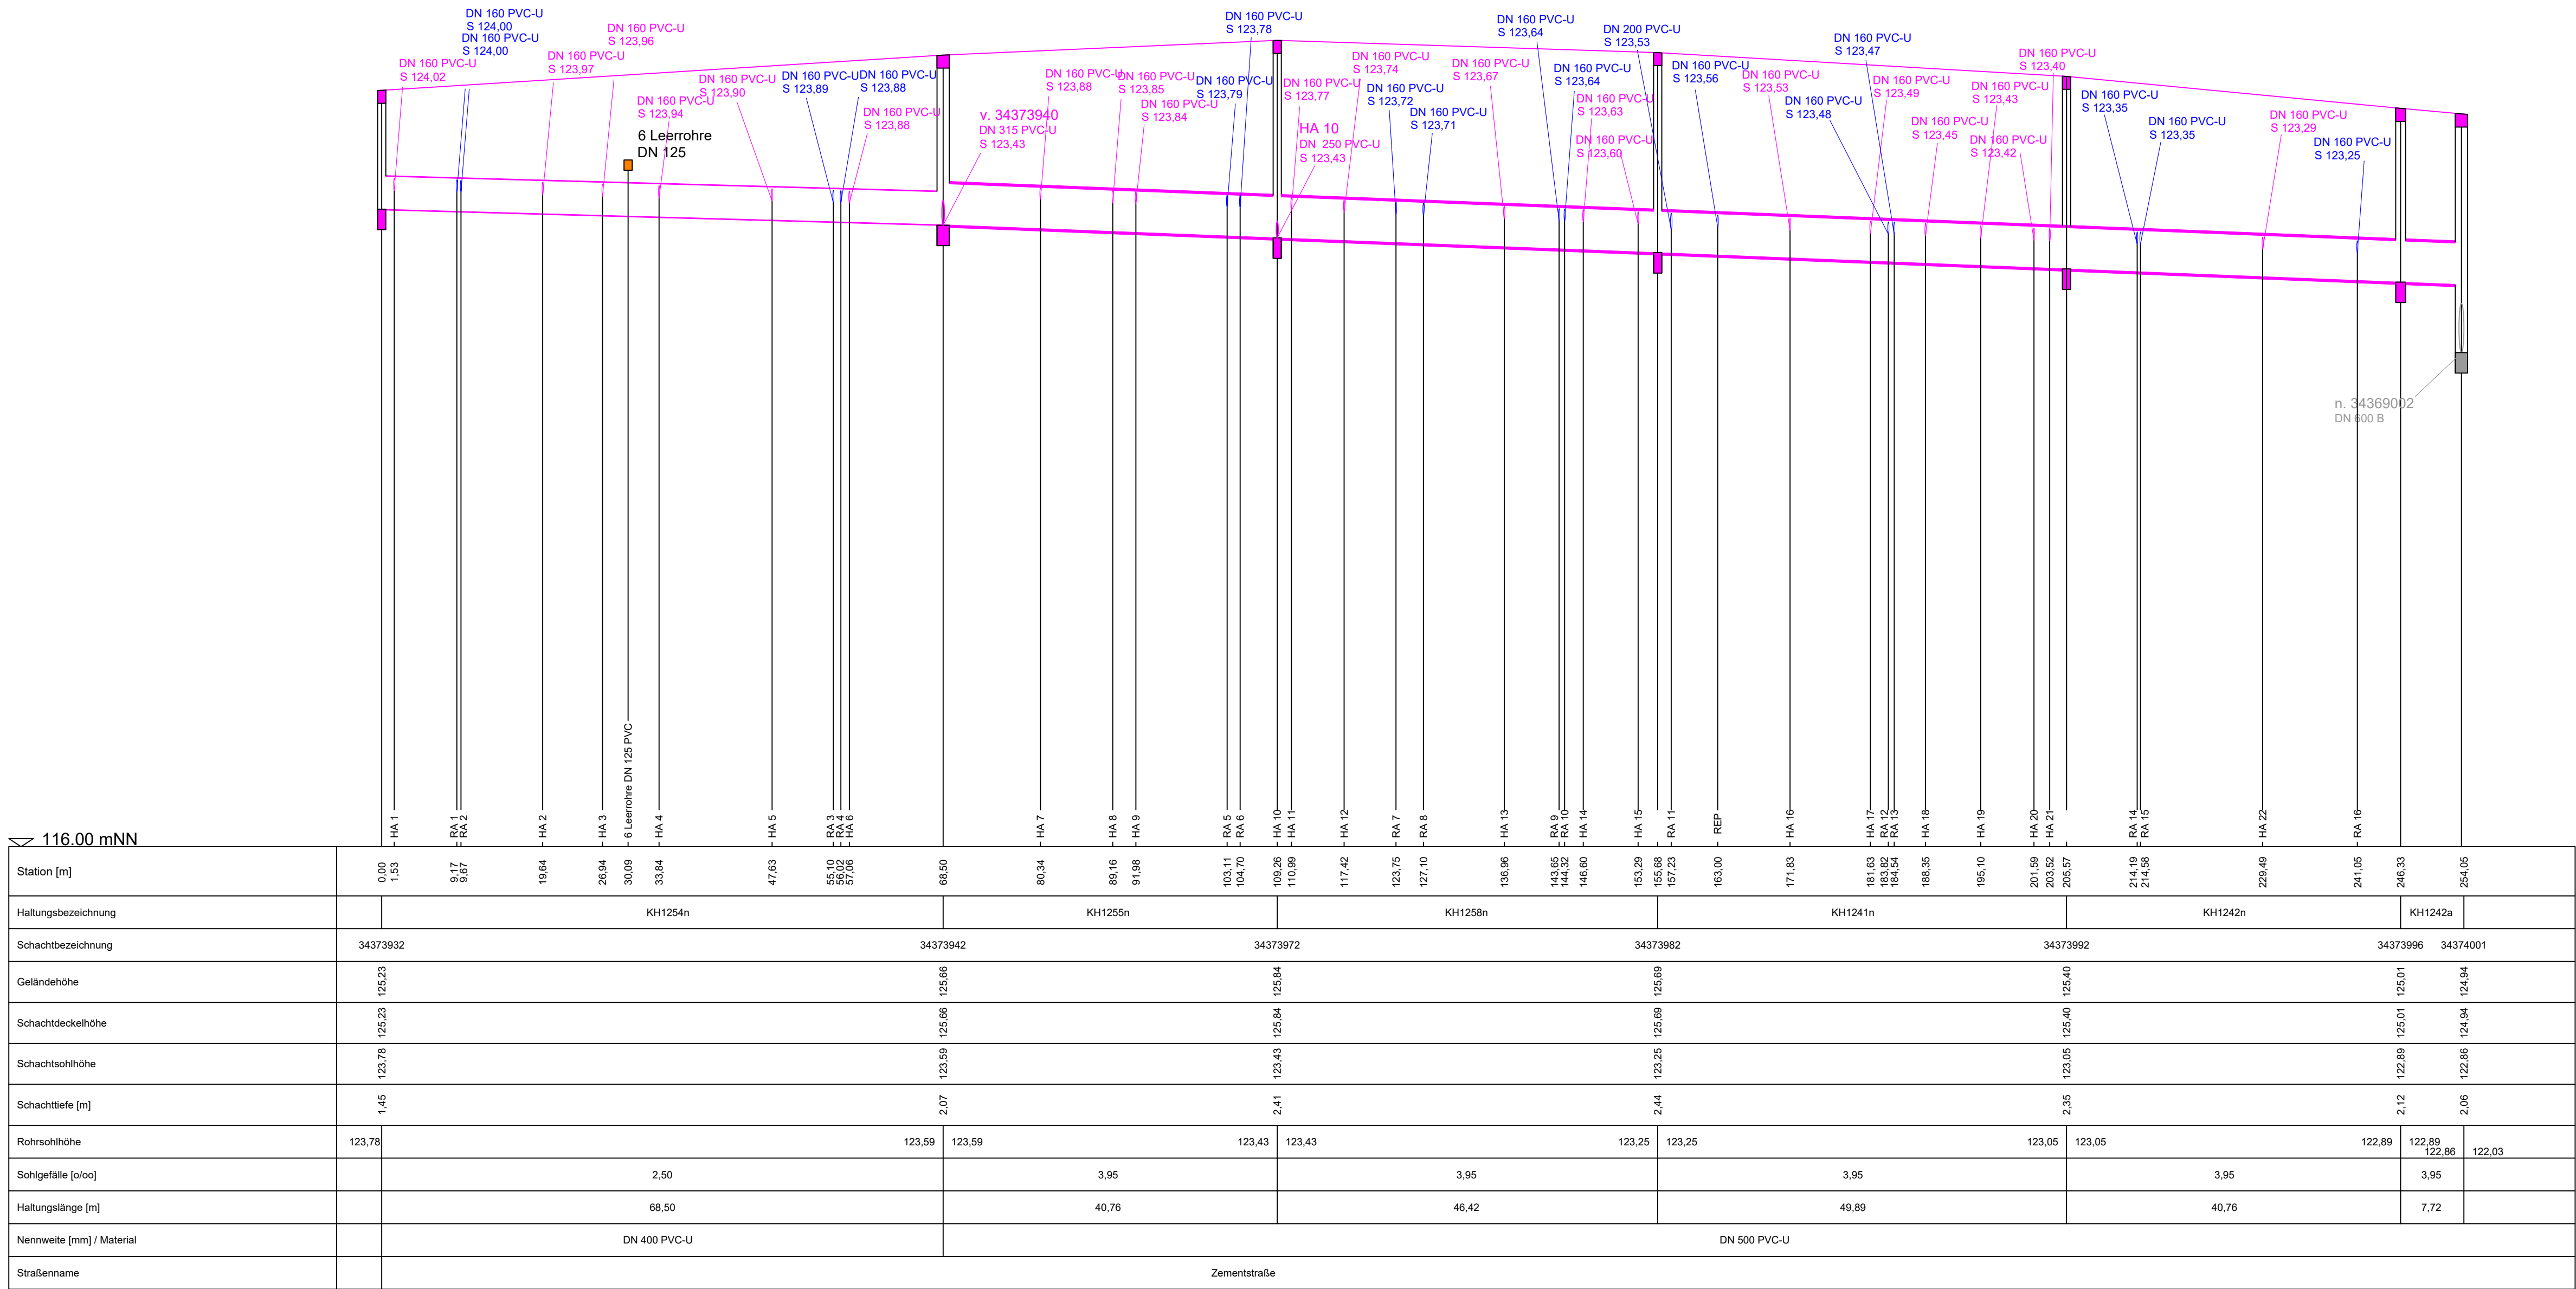 DN 160 PVC-U
S 124,02
DN 160 PVC-U
S 124,00
DN 160 PVC-U
S 124,00
DN 160 PVC-U
S 123,97
DN 160 PVC-U
S 123,96
DN 160 PVC-U
S 123,94
6 Leerrohre
DN 125
DN 160 PVC-U
S 123,90
DN 160 PVC-U
S 123,89
DN 160 PVC-U
S 123,88
DN 160 PVC-U
S 123,88
v. 34373940
DN 315 PVC-U
S 123,43
DN 160 PVC-U
S 123,88
DN 160 PVC-U
S 123,85
DN 160 PVC-U
S 123,84
DN 160 PVC-U
S 123,79
DN 160 PVC-U
S 123,78
DN 160 PVC-U
S 123,77
HA 10
DN 250 PVC-U
S 123,43
DN 160 PVC-U
S 123,74
DN 160 PVC-U
S 123,72
DN 160 PVC-U
S 123,71
DN 160 PVC-U
S 123,67
DN 160 PVC-U
S 123,64
DN 160 PVC-U
S 123,64
DN 160 PVC-U
S 123,63
DN 160 PVC-U
S 123,60
DN 200 PVC-U
S 123,53
DN 160 PVC-U
S 123,56
DN 160 PVC-U
S 123,53
DN 160 PVC-U
S 123,48
DN 160 PVC-U
S 123,47
DN 160 PVC-U
S 123,49
DN 160 PVC-U
S 123,45
DN 160 PVC-U
S 123,43
DN 160 PVC-U
S 123,42
DN 160 PVC-U
S 123,40
DN 160 PVC-U
S 123,35
DN 160 PVC-U
S 123,35
DN 160 PVC-U
S 123,29
DN 160 PVC-U
S 123,25
n. 34369002
DN 600 B
HA 1
RA 1
RA 2
HA 2
HA 3
6 Leerrohre DN 125 PVC
HA 4
HA 5
RA 3
RA 4
HA 6
HA 7
HA 8
HA 9
RA 5
RA 6
HA 10
HA 11
HA 12
RA 7
RA 8
HA 13
RA 9
RA 10
HA 14
HA 15
RA 11
REP
HA 16
HA 17
RA 12
RA 13
HA 18
HA 19
HA 20
HA 21
RA 14
RA 15
HA 22
RA 16
116.00 mNN
Station [m] 0,00 1,53 9,17 9,67 19,64 26,94 30,09 33,84 47,63 55,10 56,02 57,06 68,50 80,34 89,16 91,98 103,11 104,70 109,26 110,99 117,42 123,75 127,10 136,96 143,65 144,32 146,60 153,29 155,68 157,23 163,00 171,83 181,63 183,82 184,54 188,35 195,10 201,59 203,52 205,57 214,19 214,58 229,49 241,05 246,33 254,05
Haltungsbezeichnung KH1254n KH1255n KH1258n KH1241n KH1242n KH1242a
Schachtbezeichnung 34373932 34373942 34373972 34373982 34373992 34373996 34374001
Geländehöhe 125,23 125,66 125,84 125,69 125,40 125,01 124,94
Schachtdeckelhöhe 125,23 125,66 125,84 125,69 125,40 125,01 124,94
Schachtsohlhöhe 123,78 123,59 123,43 123,25 123,05 122,89 122,86
Schachttiefe [m] 1,45 2,07 2,41 2,44 2,35 2,12 2,06
Rohrsohlhöhe 123,78 123,59 123,59 123,43 123,43 123,25 123,25 123,05 123,05 122,89 122,89 122,86 122,03
Sohlgefälle [o/oo] 2,50 3,95 3,95 3,95 3,95 3,95
Haltungslänge [m] 68,50 40,76 46,42 49,89 40,76 7,72
Nennweite [mm] / Material DN 400 PVC-U DN 500 PVC-U
Straßenname Zementstraße